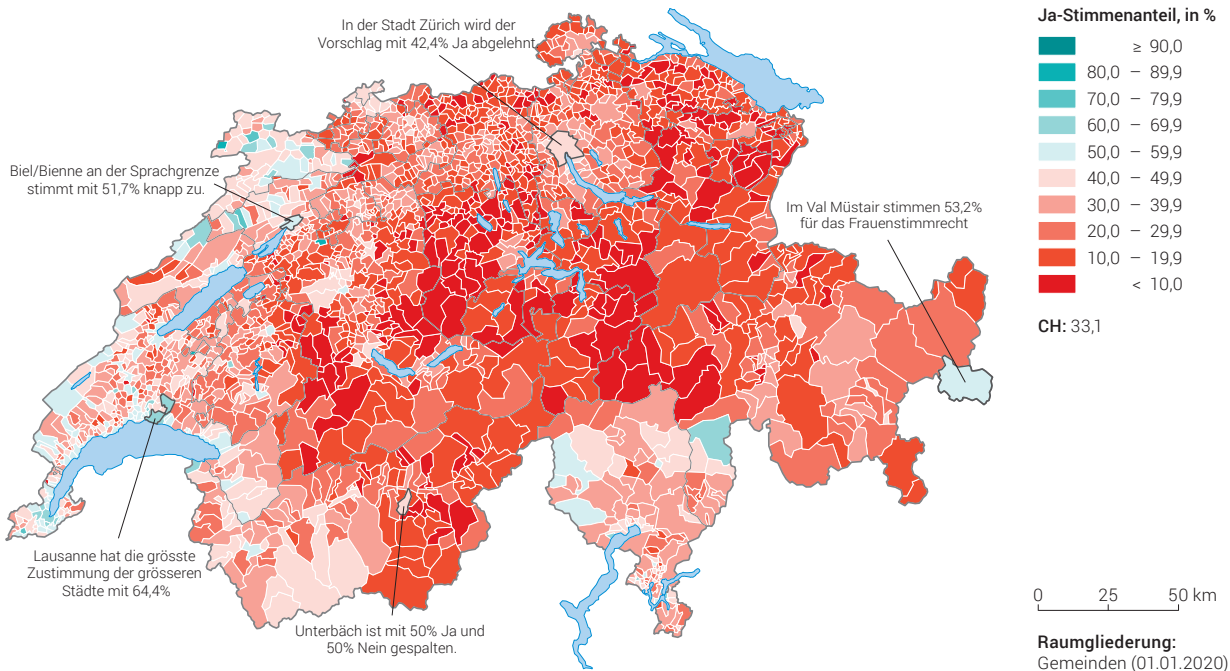 In der Stadt Zürich wird der
Vorschlag mit 42,4% Ja abgelehnt
Biel/Bienne an der Sprachgrenze
stimmt mit 51,7% knapp zu.
Im Val Müstair stimmen 53,2%
für das Frauenstimmrecht
Lausanne hat die grösste
Zustimmung der grösseren
Städte mit 64,4%
Unterbäch ist mit 50% Ja und
50% Nein gespalten.
Ja-Stimmenanteil, in %
≥ 90,0
80,0 – 89,9
70,0 – 79,9
60,0 – 69,9
50,0 – 59,9
40,0 – 49,9
30,0 – 39,9
20,0 – 29,9
10,0 – 19,9
< 10,0
CH: 33,1
0 25 50 km
Raumgliederung:
Gemeinden (01.01.2020)